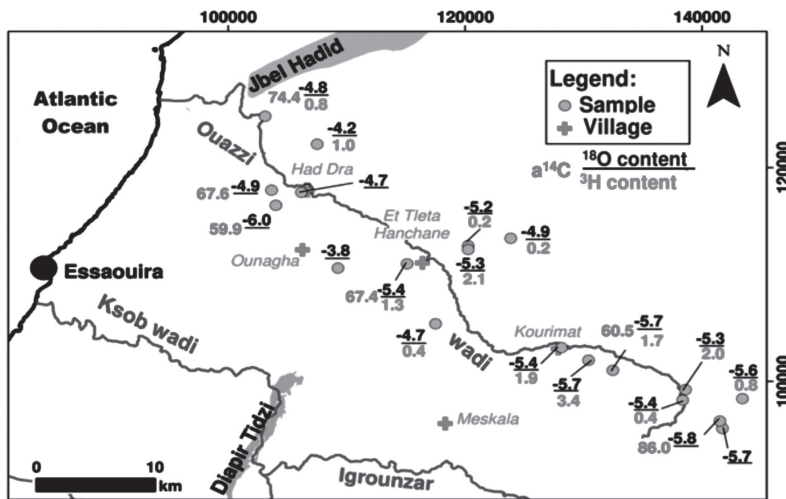 100000
120000
140000
Jbel Hadid
N
Atlantic
Ocean
-4.8
74.4
0.8
Legend:
Sample
Village
a¹⁴C
¹⁸O content
³H content
Ouazzi
-4.2
1.0
Had Dra
120000
67.6
-4.9
-4.7
59.9
-6.0
Et Tleta
Hanchane
-5.2
0.2
-4.9
0.2
Ounagha
-3.8
-5.3
2.1
Essaouira
67.4
-5.4
1.3
Ksob wadi
-4.7
0.4
wadi
Kourimat
60.5
-5.7
1.7
-5.3
2.0
-5.4
1.9
-5.7
3.4
-5.6
0.8
100000
-5.4
0.4
Meskala
86.0
-5.8
-5.7
Diapir Tidzi
Igrounzar
0
10
km